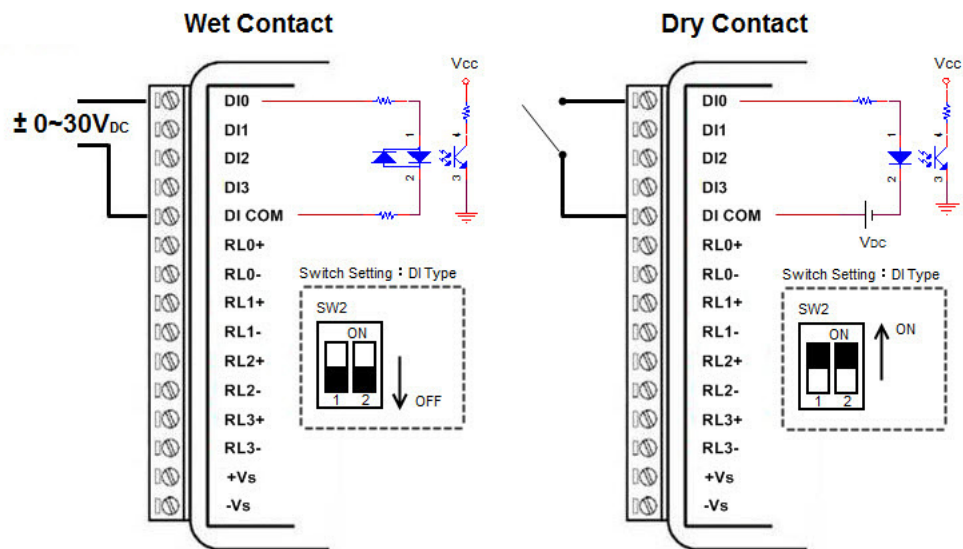 Wet Contact
± 0~30VDC
DI0
DI1
DI2
DI3
DI COM
RL0+
RL0-
RL1+
RL1-
RL2+
RL2-
RL3+
RL3-
+Vs
-Vs
Vcc
1
4
2
3
Switch Setting : DI Type
SW2
ON
1 2
OFF
Dry Contact
DI0
DI1
DI2
DI3
DI COM
RL0+
RL0-
RL1+
RL1-
RL2+
RL2-
RL3+
RL3-
+Vs
-Vs
Vcc
1
4
2
3
VDC
Switch Setting : DI Type
SW2
ON
1 2
ON